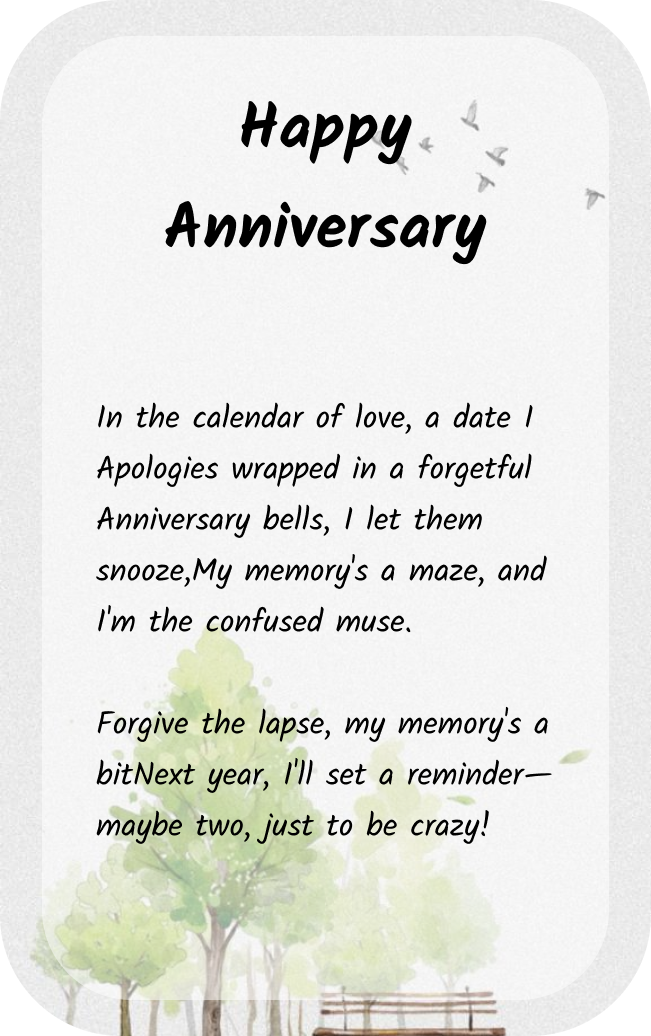 Happy
Anniversary
In the calendar of love, a date I
Apologies wrapped in a forgetful
Anniversary bells, I let them
snooze,My memory's a maze, and
I'm the confused muse.
Forgive the lapse, my memory's a
bitNext year, I'll set a reminder—
maybe two, just to be crazy!